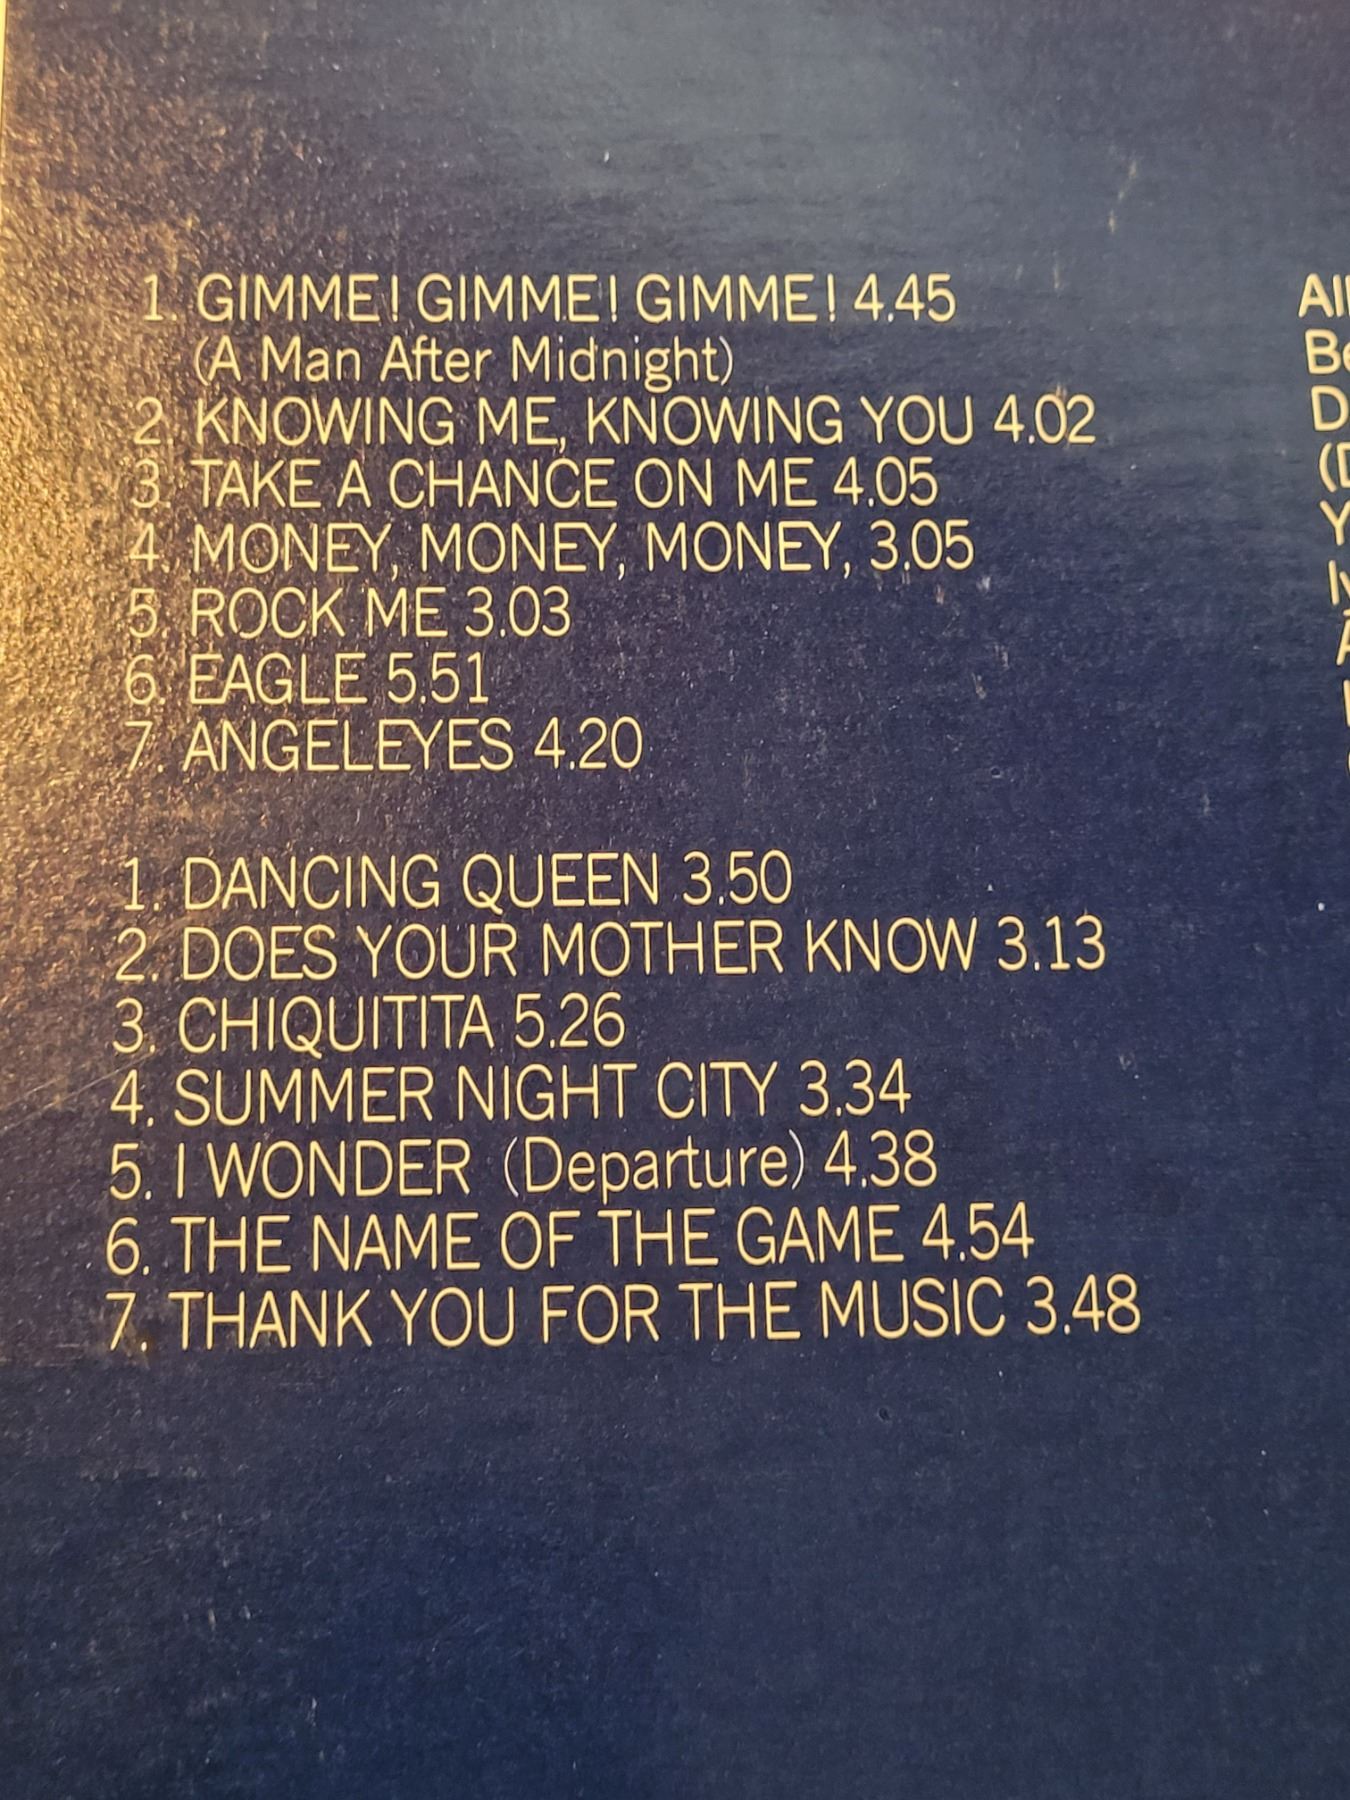 1. GIMME! GIMME! GIMME! 4.45
(A Man After Midnight)
2. KNOWING ME, KNOWING YOU 4.02
3. TAKE A CHANCE ON ME 4.05
4. MONEY, MONEY, MONEY, 3.05
5. ROCK ME 3.03
6. EAGLE 5.51
7. ANGELEYES 4.20
1. DANCING QUEEN 3.50
2. DOES YOUR MOTHER KNOW 3.13
3. CHIQUITITA 5.26
4. SUMMER NIGHT CITY 3.34
5. I WONDER (Departure) 4.38
6. THE NAME OF THE GAME 4.54
7. THANK YOU FOR THE MUSIC 3.48